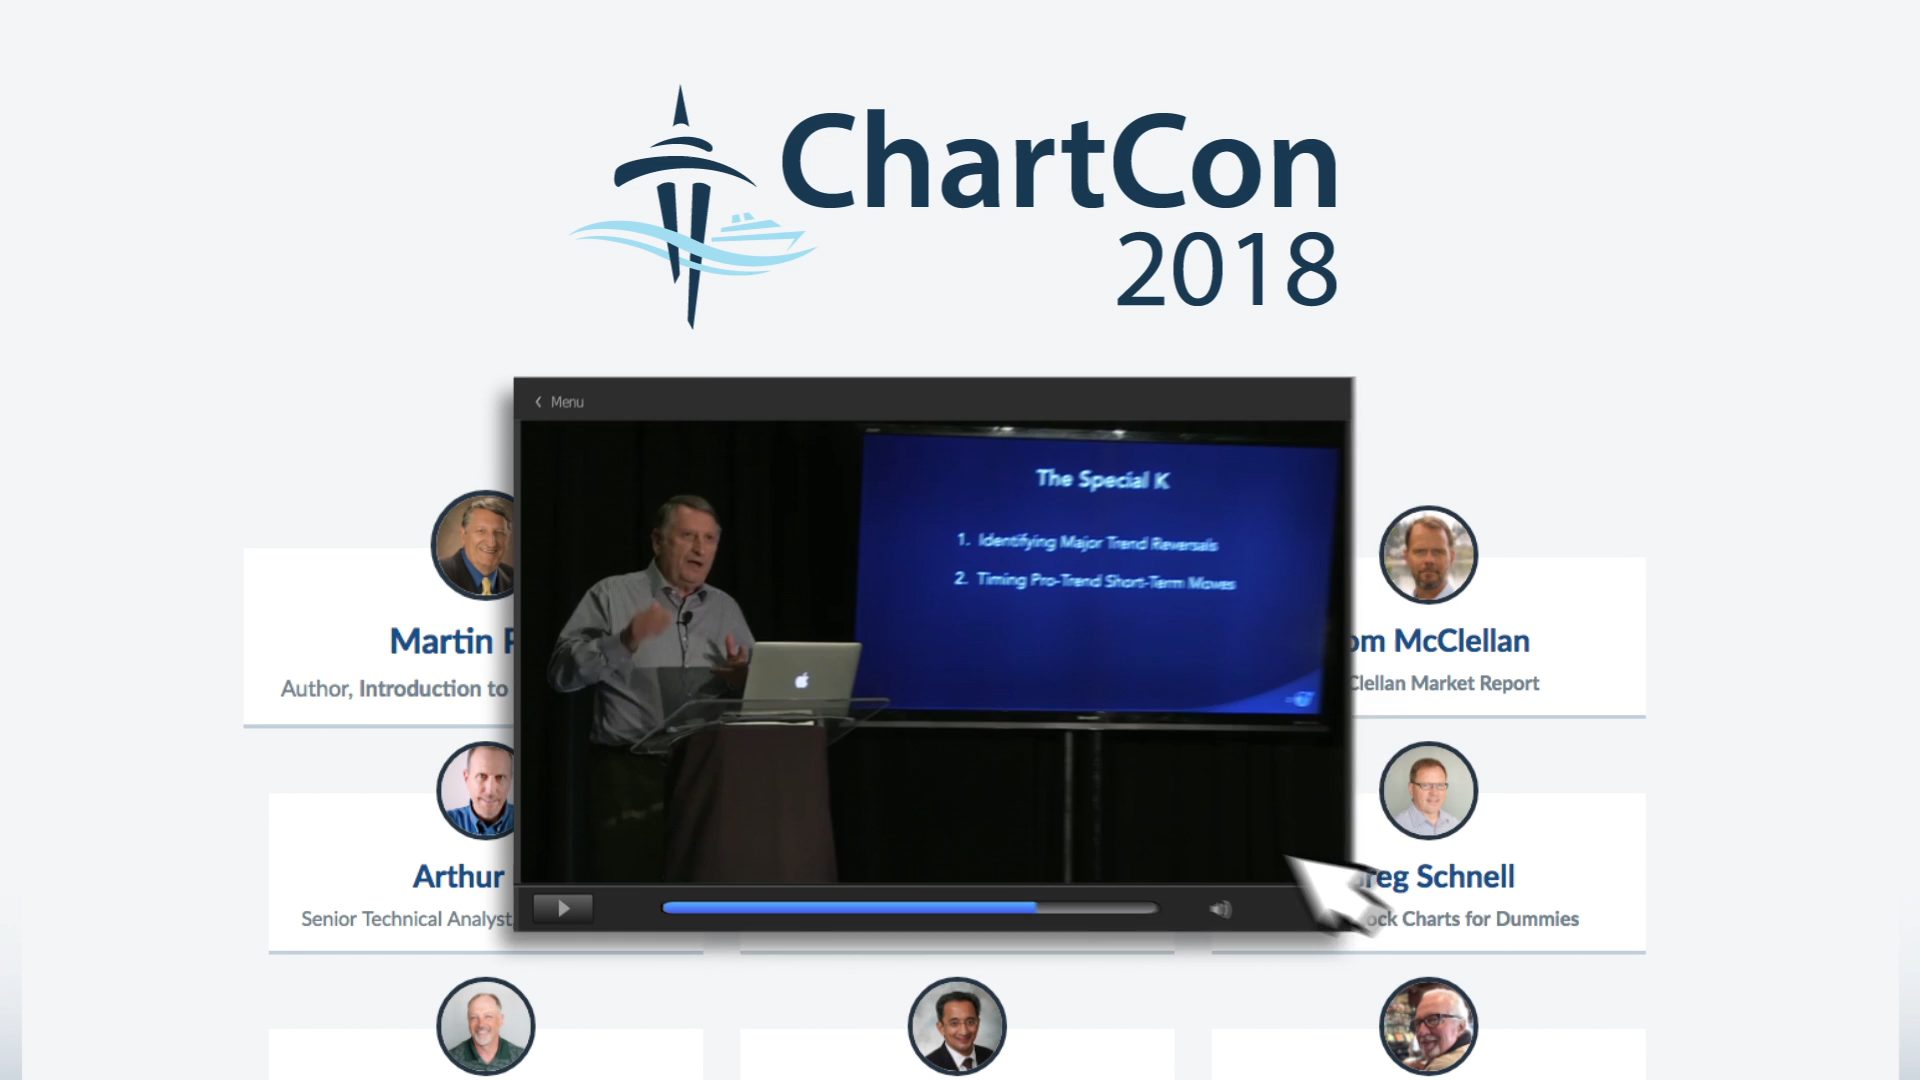 ChartCon
2018
Menu
The Special K
1. Identifying Major Trend Reversals
2. Timing Pro-Trend Short-Term Moves
Martin
Author, Introduction to
om McClellan
Clellan Market Report
Arthur
Senior Technical Analyst
reg Schnell
ock Charts for Dummies